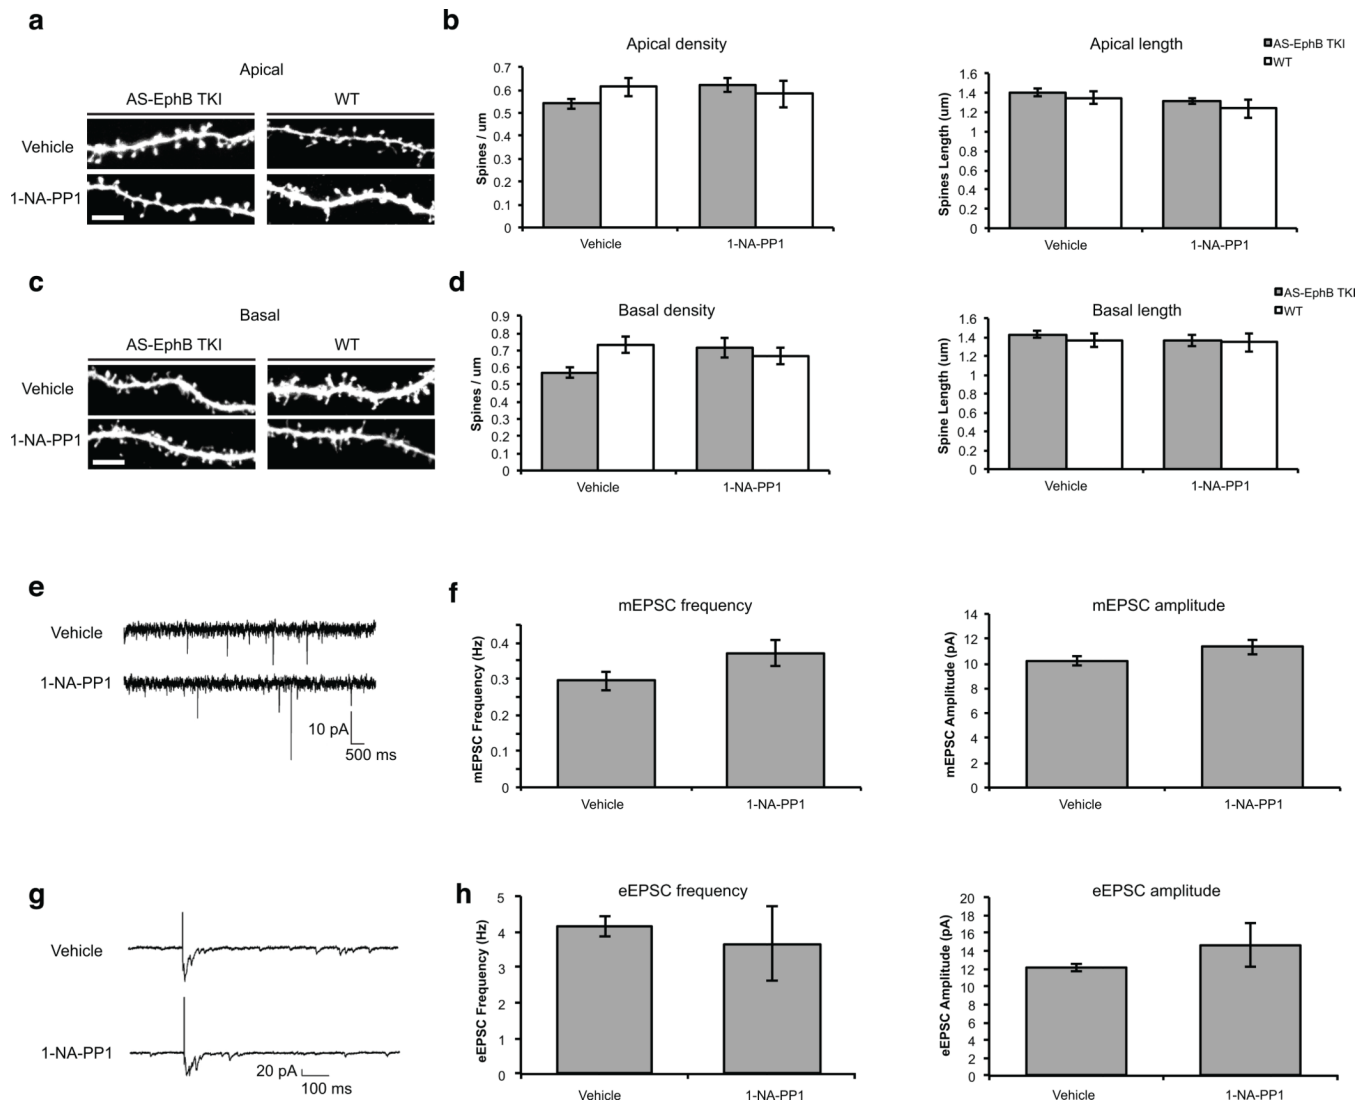 a
Apical
AS-EphB TKI WT
Vehicle
1-NA-PP1
b
Apical density
Spines / um
0.7
0.6
0.5
0.4
0.3
0.2
0.1
0
Vehicle 1-NA-PP1
Apical length
AS-EphB TKI
WT
Spines Length (um)
1.6
1.4
1.2
1
0.8
0.6
0.4
0.2
0
Vehicle 1-NA-PP1
c
Basal
AS-EphB TKI WT
Vehicle
1-NA-PP1
d
Basal density
Spines / um
0.9
0.8
0.7
0.6
0.5
0.4
0.3
0.2
0.1
0
Vehicle 1-NA-PP1
Basal length
AS-EphB TKI
WT
Spine Length (um)
1.6
1.4
1.2
1
0.8
0.6
0.4
0.2
0
Vehicle 1-NA-PP1
e
Vehicle
1-NA-PP1
10 pA
500 ms
f
mEPSC frequency
mEPSC Frequency (Hz)
0.4
0.3
0.2
0.1
0
Vehicle 1-NA-PP1
mEPSC amplitude
mEPSC Amplitude (pA)
14
12
10
8
6
4
2
0
Vehicle 1-NA-PP1
g
Vehicle
1-NA-PP1
20 pA
100 ms
h
eEPSC frequency
eEPSC Frequency (Hz)
5
4
3
2
1
0
Vehicle 1-NA-PP1
eEPSC amplitude
eEPSC Amplitude (pA)
20
18
16
14
12
10
8
6
4
2
0
Vehicle 1-NA-PP1